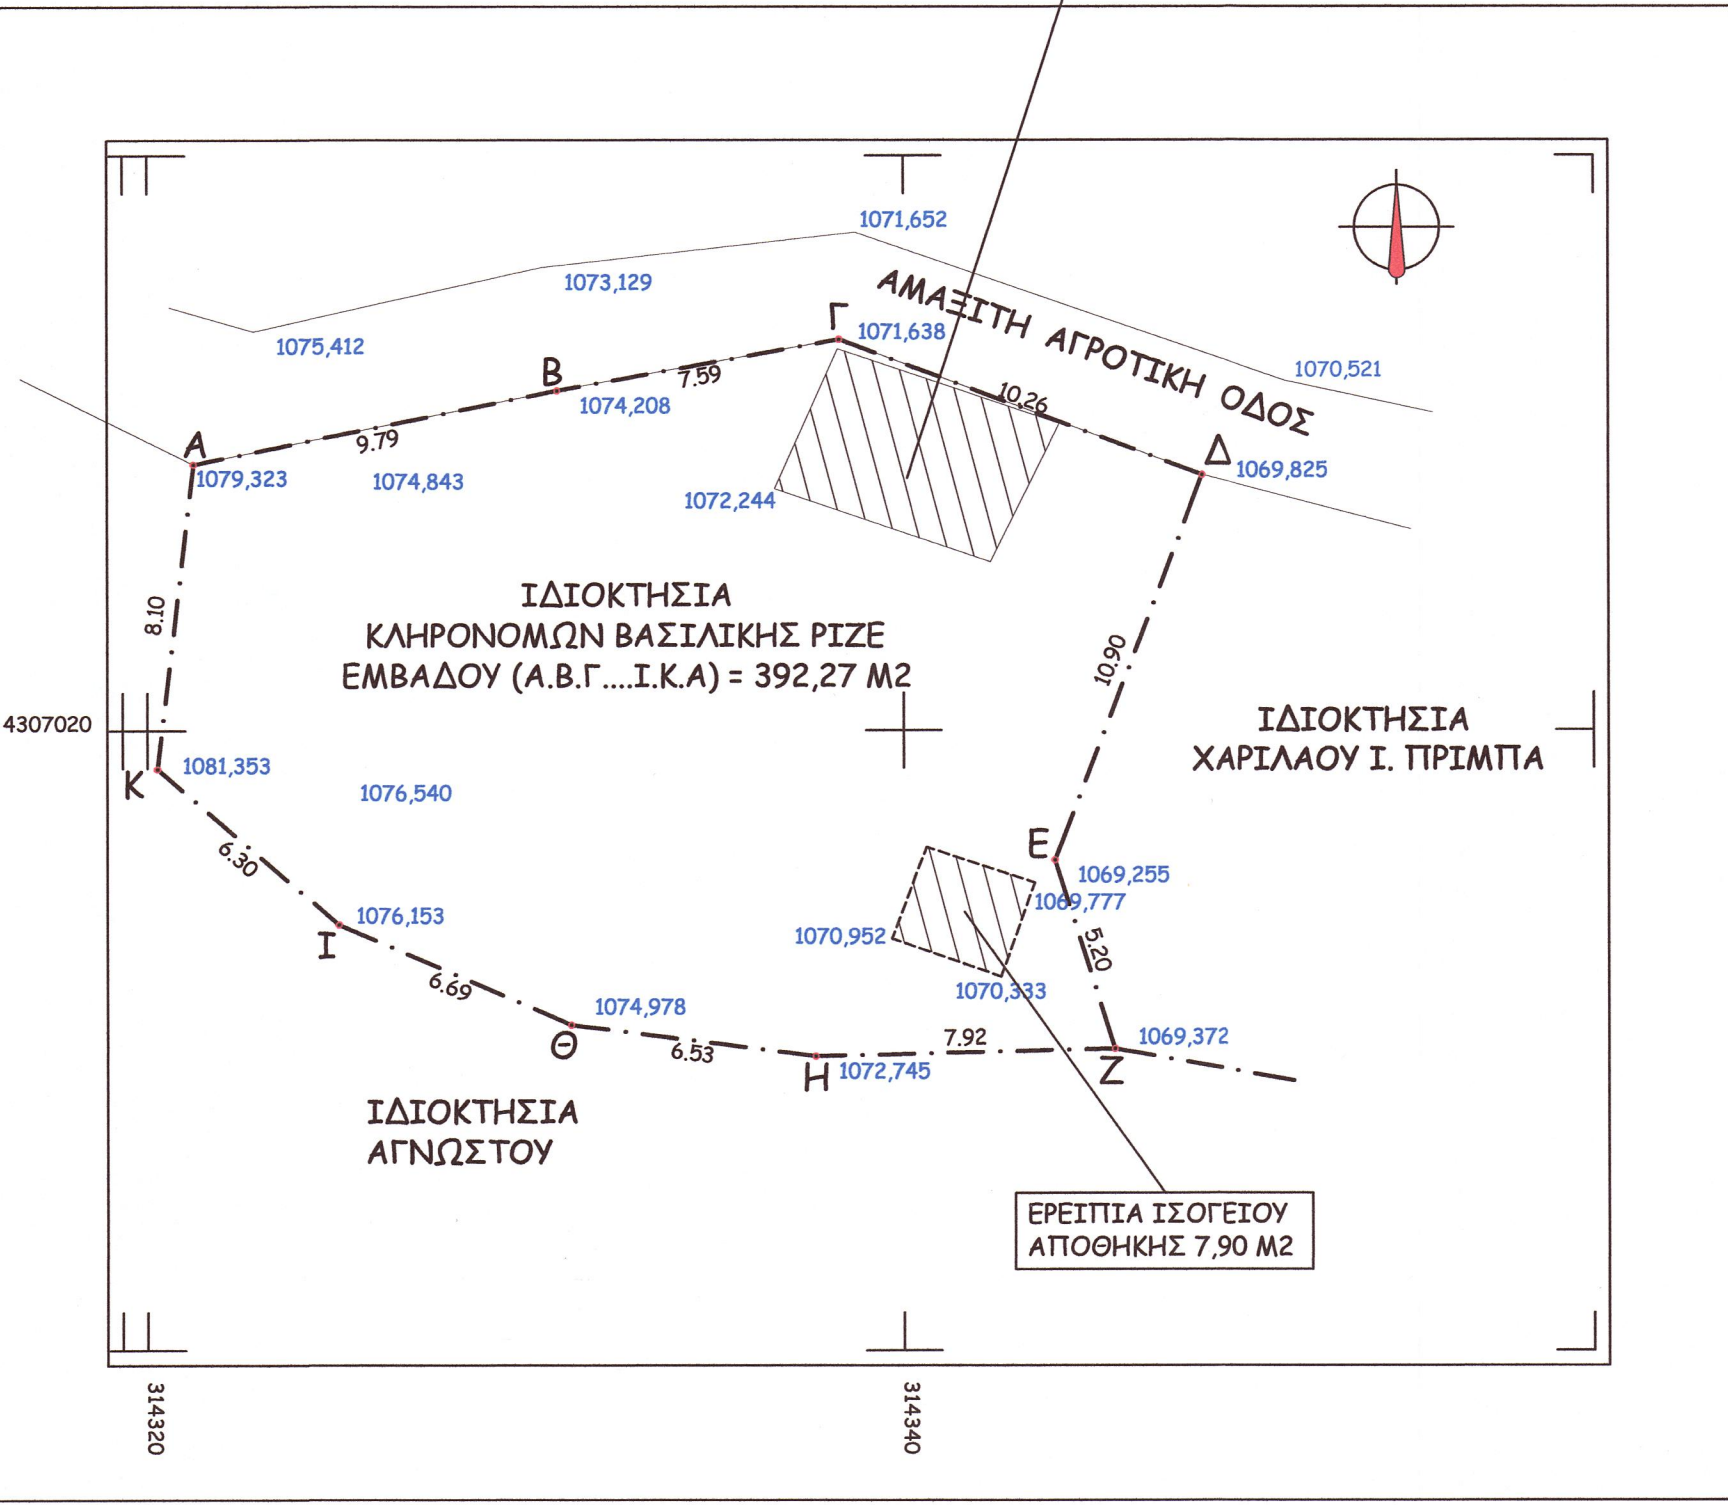 1071,652
1073,129
ΑΜΑΞΙΤΗ ΑΓΡΟΤΙΚΗ ΟΔΟΣ
Γ
1071,638
1075,412
1070,521
Β
7.59
10.26
1074,208
Α
9.79
Δ
1069,825
1079,323
1074,843
1072,244
8.10
ΙΔΙΟΚΤΗΣΙΑ
ΚΛΗΡΟΝΟΜΩΝ ΒΑΣΙΛΙΚΗΣ ΡΙΖΕ
ΕΜΒΑΔΟΥ (Α.Β.Γ....Ι.Κ.Α) = 392,27 Μ2
10.90
4307020
ΙΔΙΟΚΤΗΣΙΑ
ΧΑΡΙΛΑΟΥ Ι. ΠΡΙΜΠΑ
1081,353
Κ
1076,540
6.30
Ε
1069,255
1069,777
1076,153
Ι
1070,952
5.20
6.69
1070,333
1074,978
Θ
6.53
7.92
1069,372
Η
1072,745
Ζ
ΙΔΙΟΚΤΗΣΙΑ
ΑΓΝΩΣΤΟΥ
ΕΡΕΙΠΙΑ ΙΣΟΓΕΙΟΥ
ΑΠΟΘΗΚΗΣ 7,90 Μ2
314320
314340